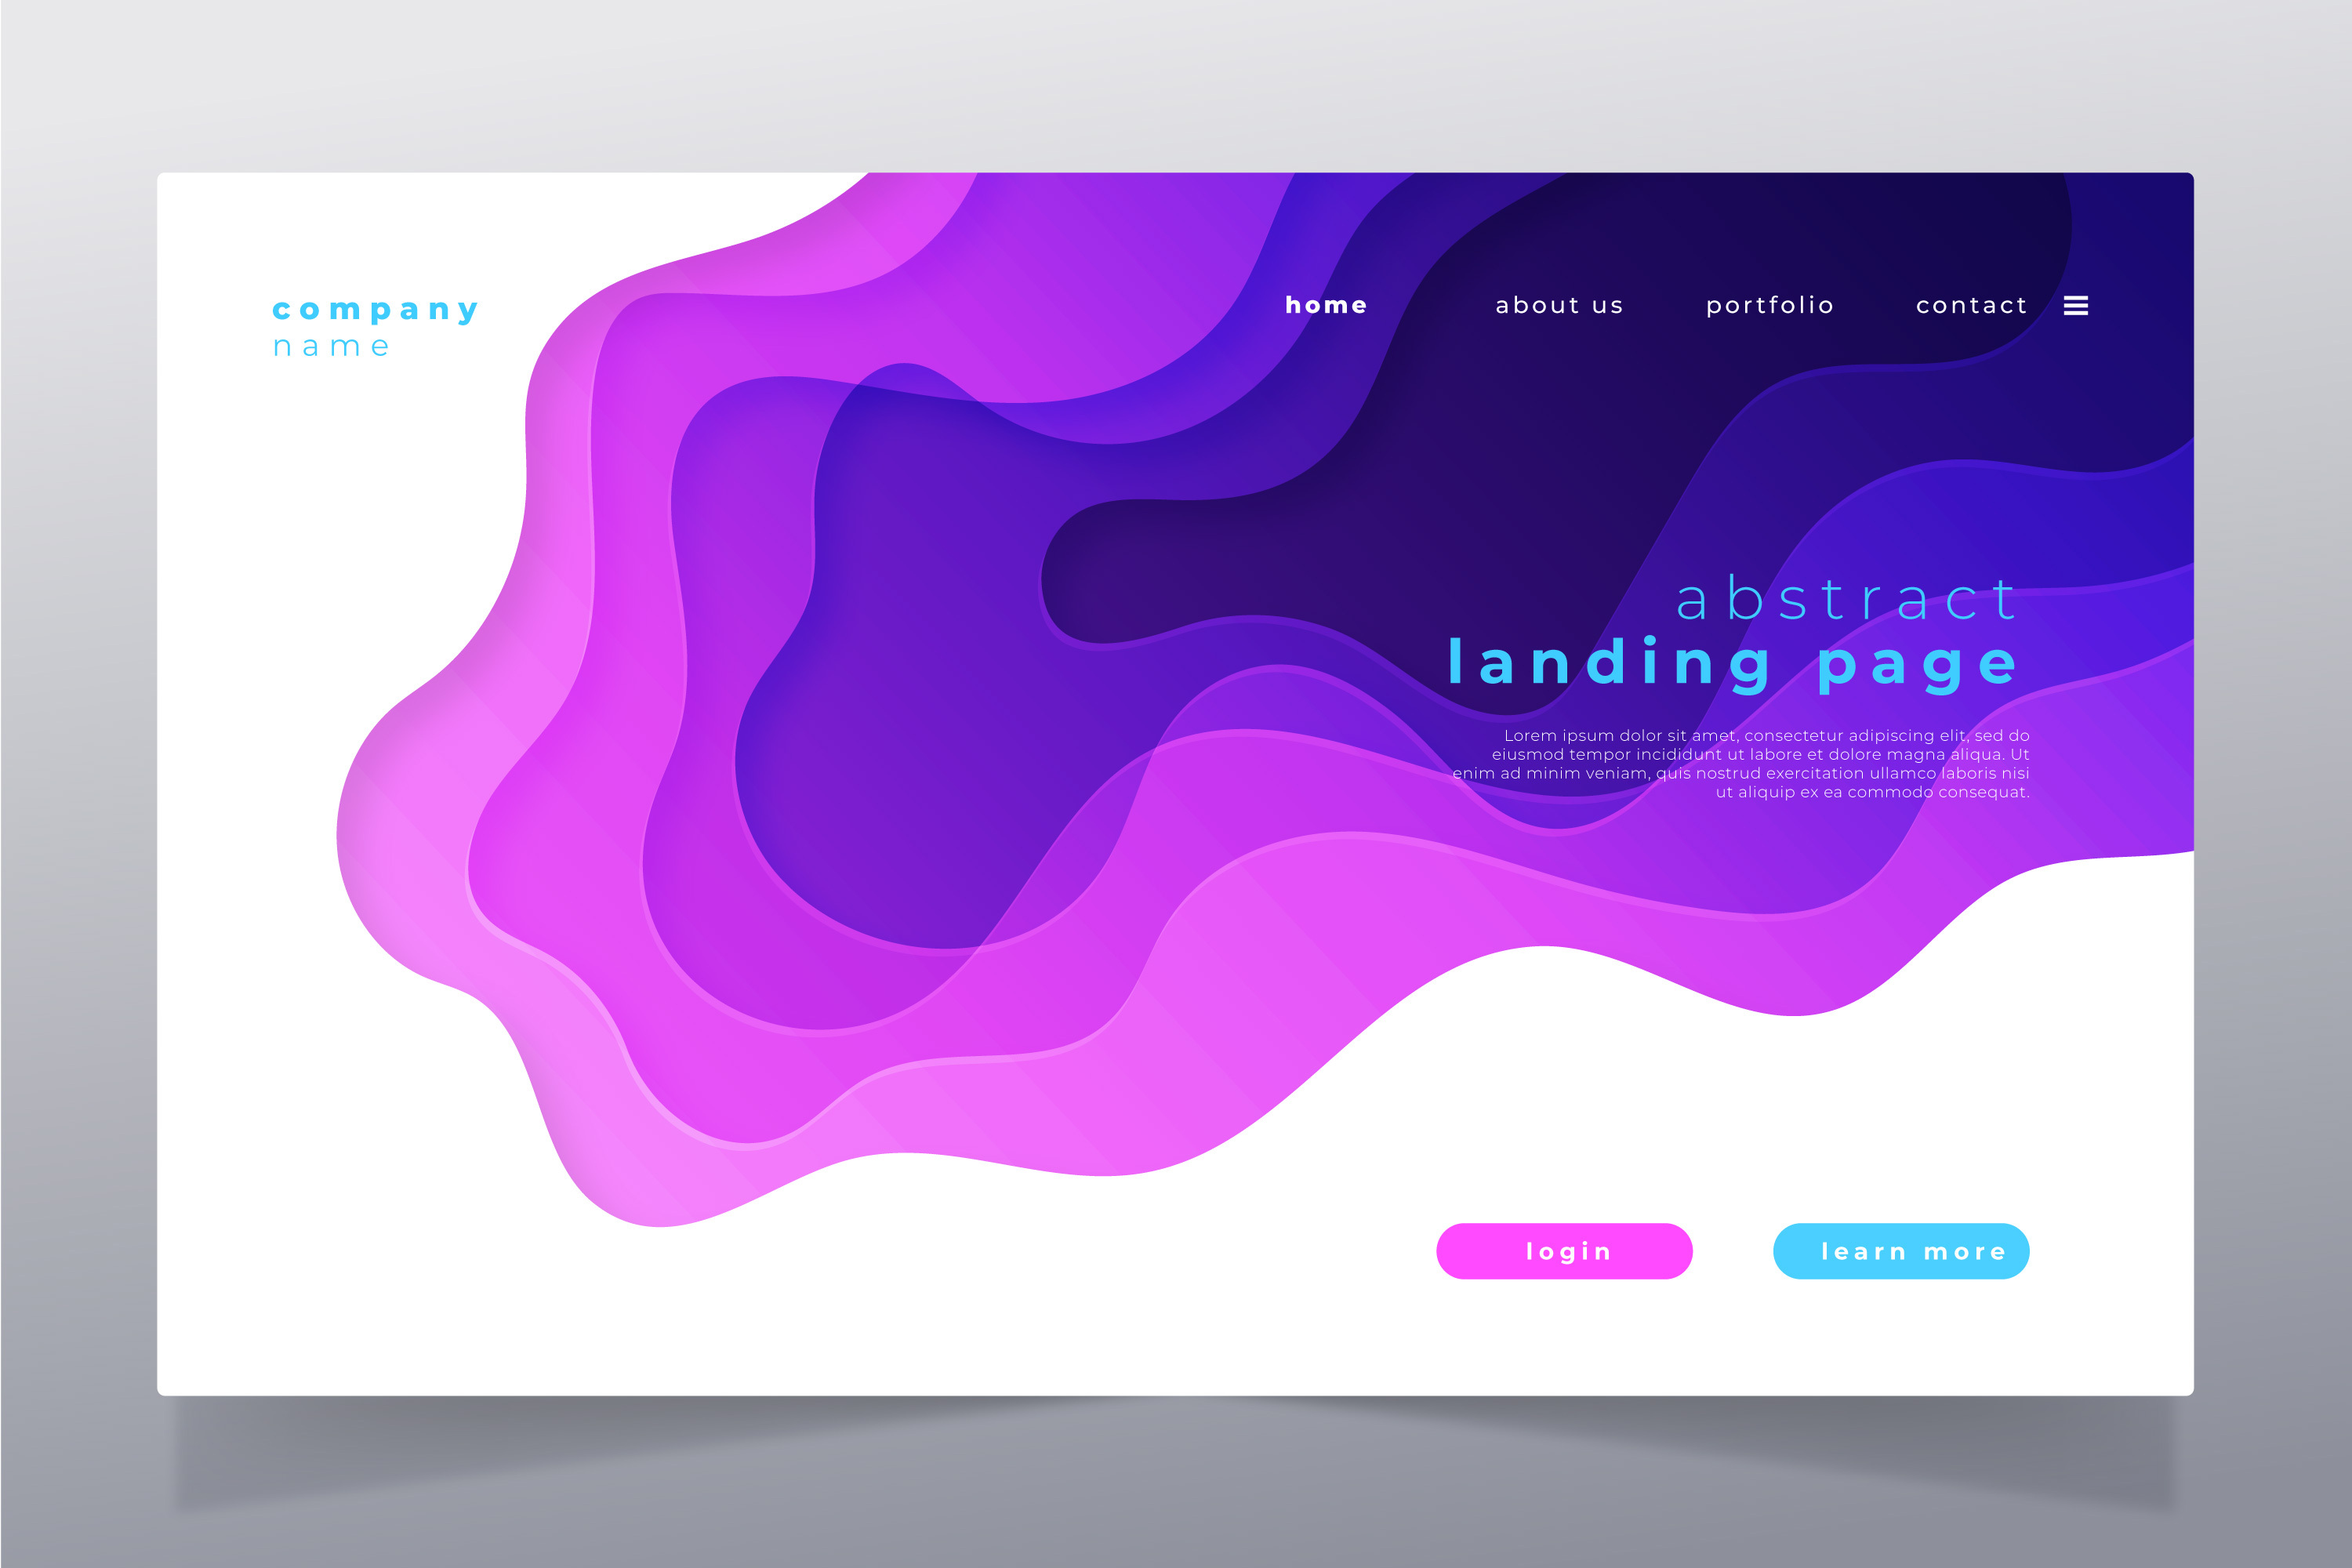 company
name
home about us portfolio contact
abstract
landing page
Lorem ipsum dolor sit amet, consectetur adipiscing elit, sed do
eiusmod tempor incididunt ut labore et dolore magna aliqua. Ut
enim ad minim veniam, quis nostrud exercitation ullamco laboris nisi
ut aliquip ex ea commodo consequat.
login
learn more